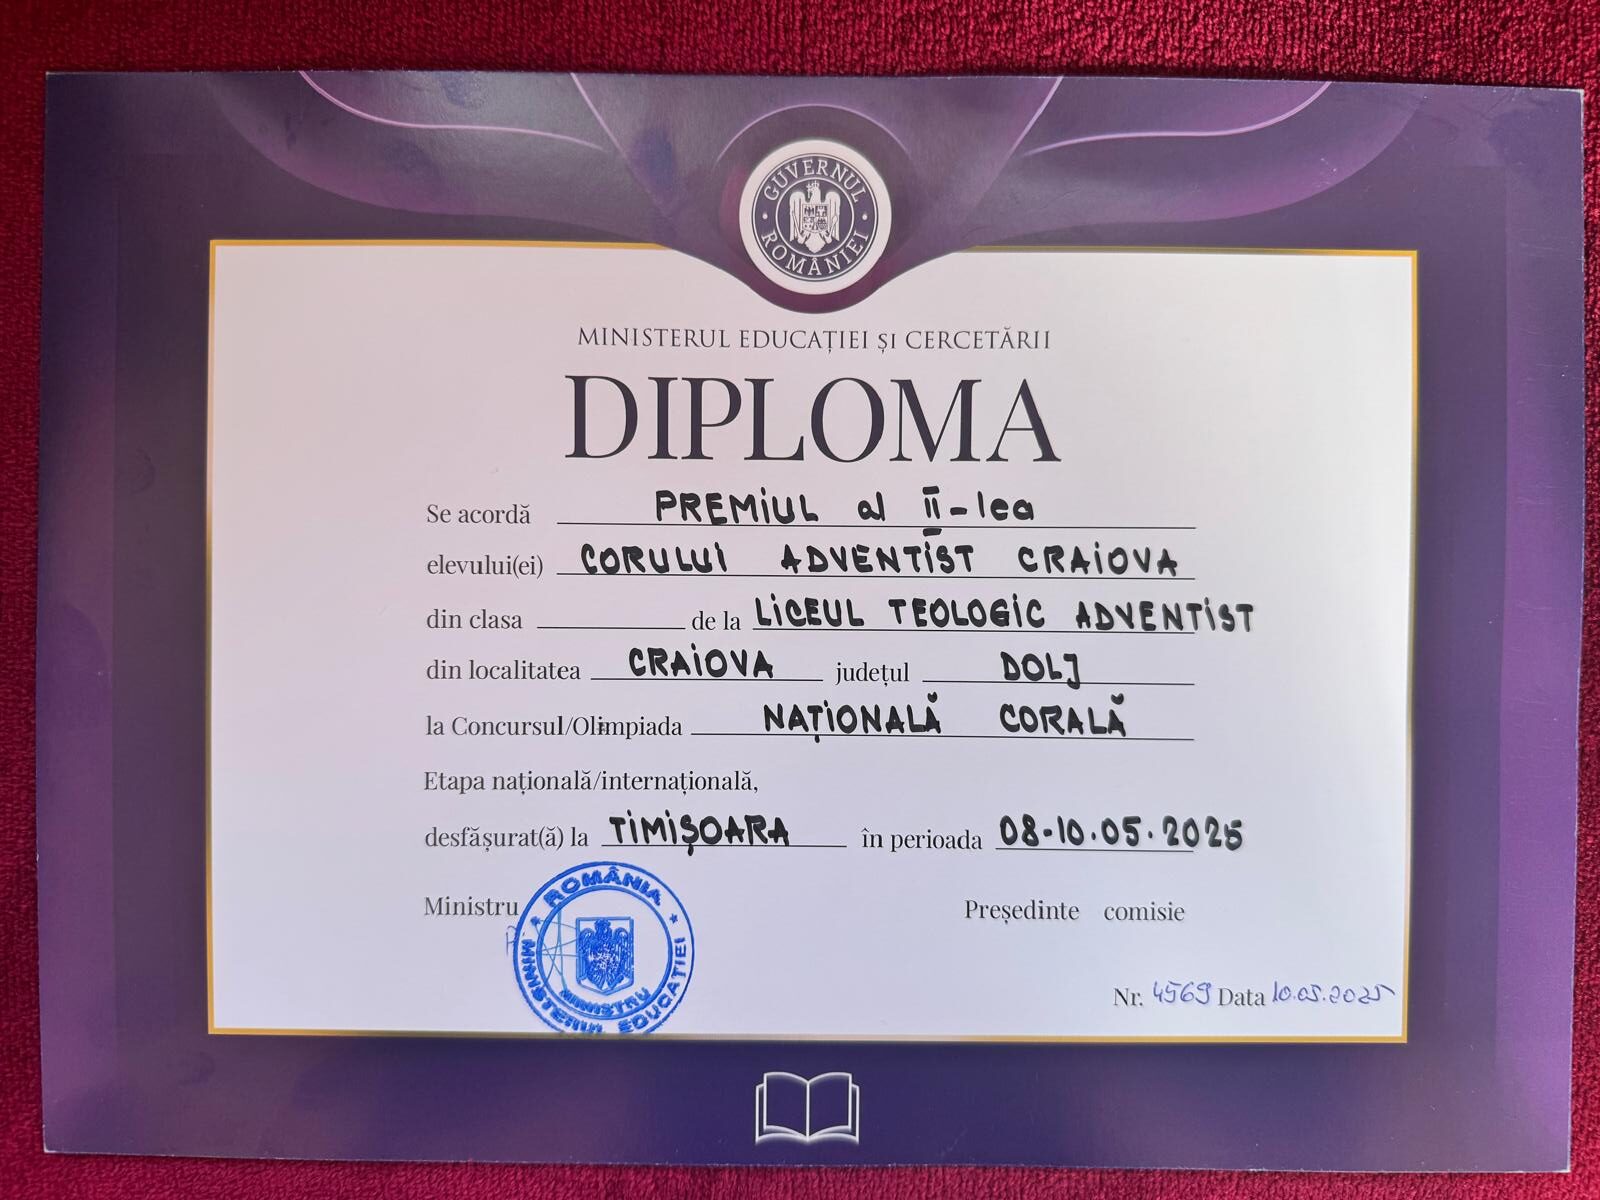 GUVERNUL ROMÂNIEI
MINISTERUL EDUCAȚIEI ȘI CERCETĂRII
DIPLOMA
Se acordă PREMIUL al II-lea
elevului(ei) CORULUI ADVENTIST CRAIOVA
din clasa de la LICEUL TEOLOGIC ADVENTIST
din localitatea CRAIOVA județul DOLJ
la Concursul/Olimpiada NAȚIONALĂ CORALĂ
Etapa națională/internațională,
desfășurat(ă) la TIMIȘOARA în perioada 08-10.05.2025
Ministru Președinte comisie
ROMÂNIA
MINISTERUL EDUCAȚIEI
MINISTRU
Nr. 4569 Data 10.05.2025